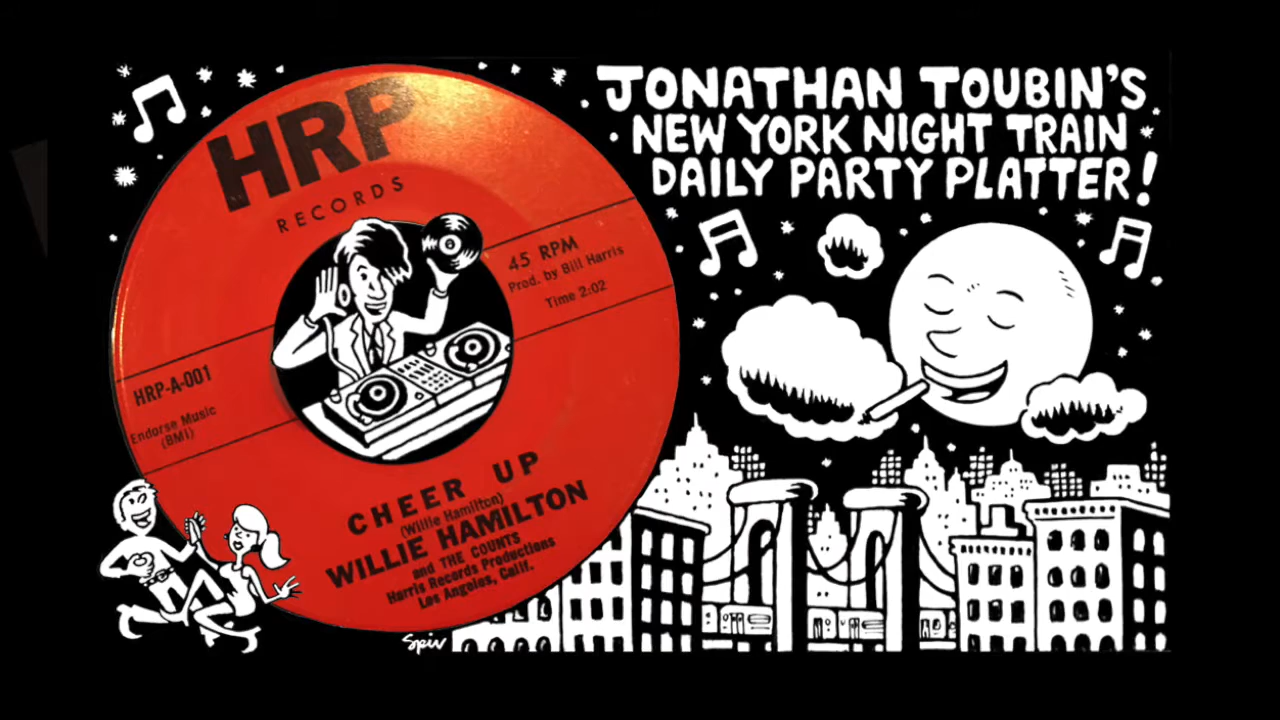 JONATHAN TOUBIN'S
NEW YORK NIGHT TRAIN
DAILY PARTY PLATTER!
HRP
RECORDS
45 RPM
Prod. by Bill Harris
Time 2:02
HRP-A-001
Endorse Music
(BMI)
CHEER UP
(Willie Hamilton)
WILLIE HAMILTON
and THE COUNTS
Harris Records Productions
Los Angeles, Calif.
Spiv